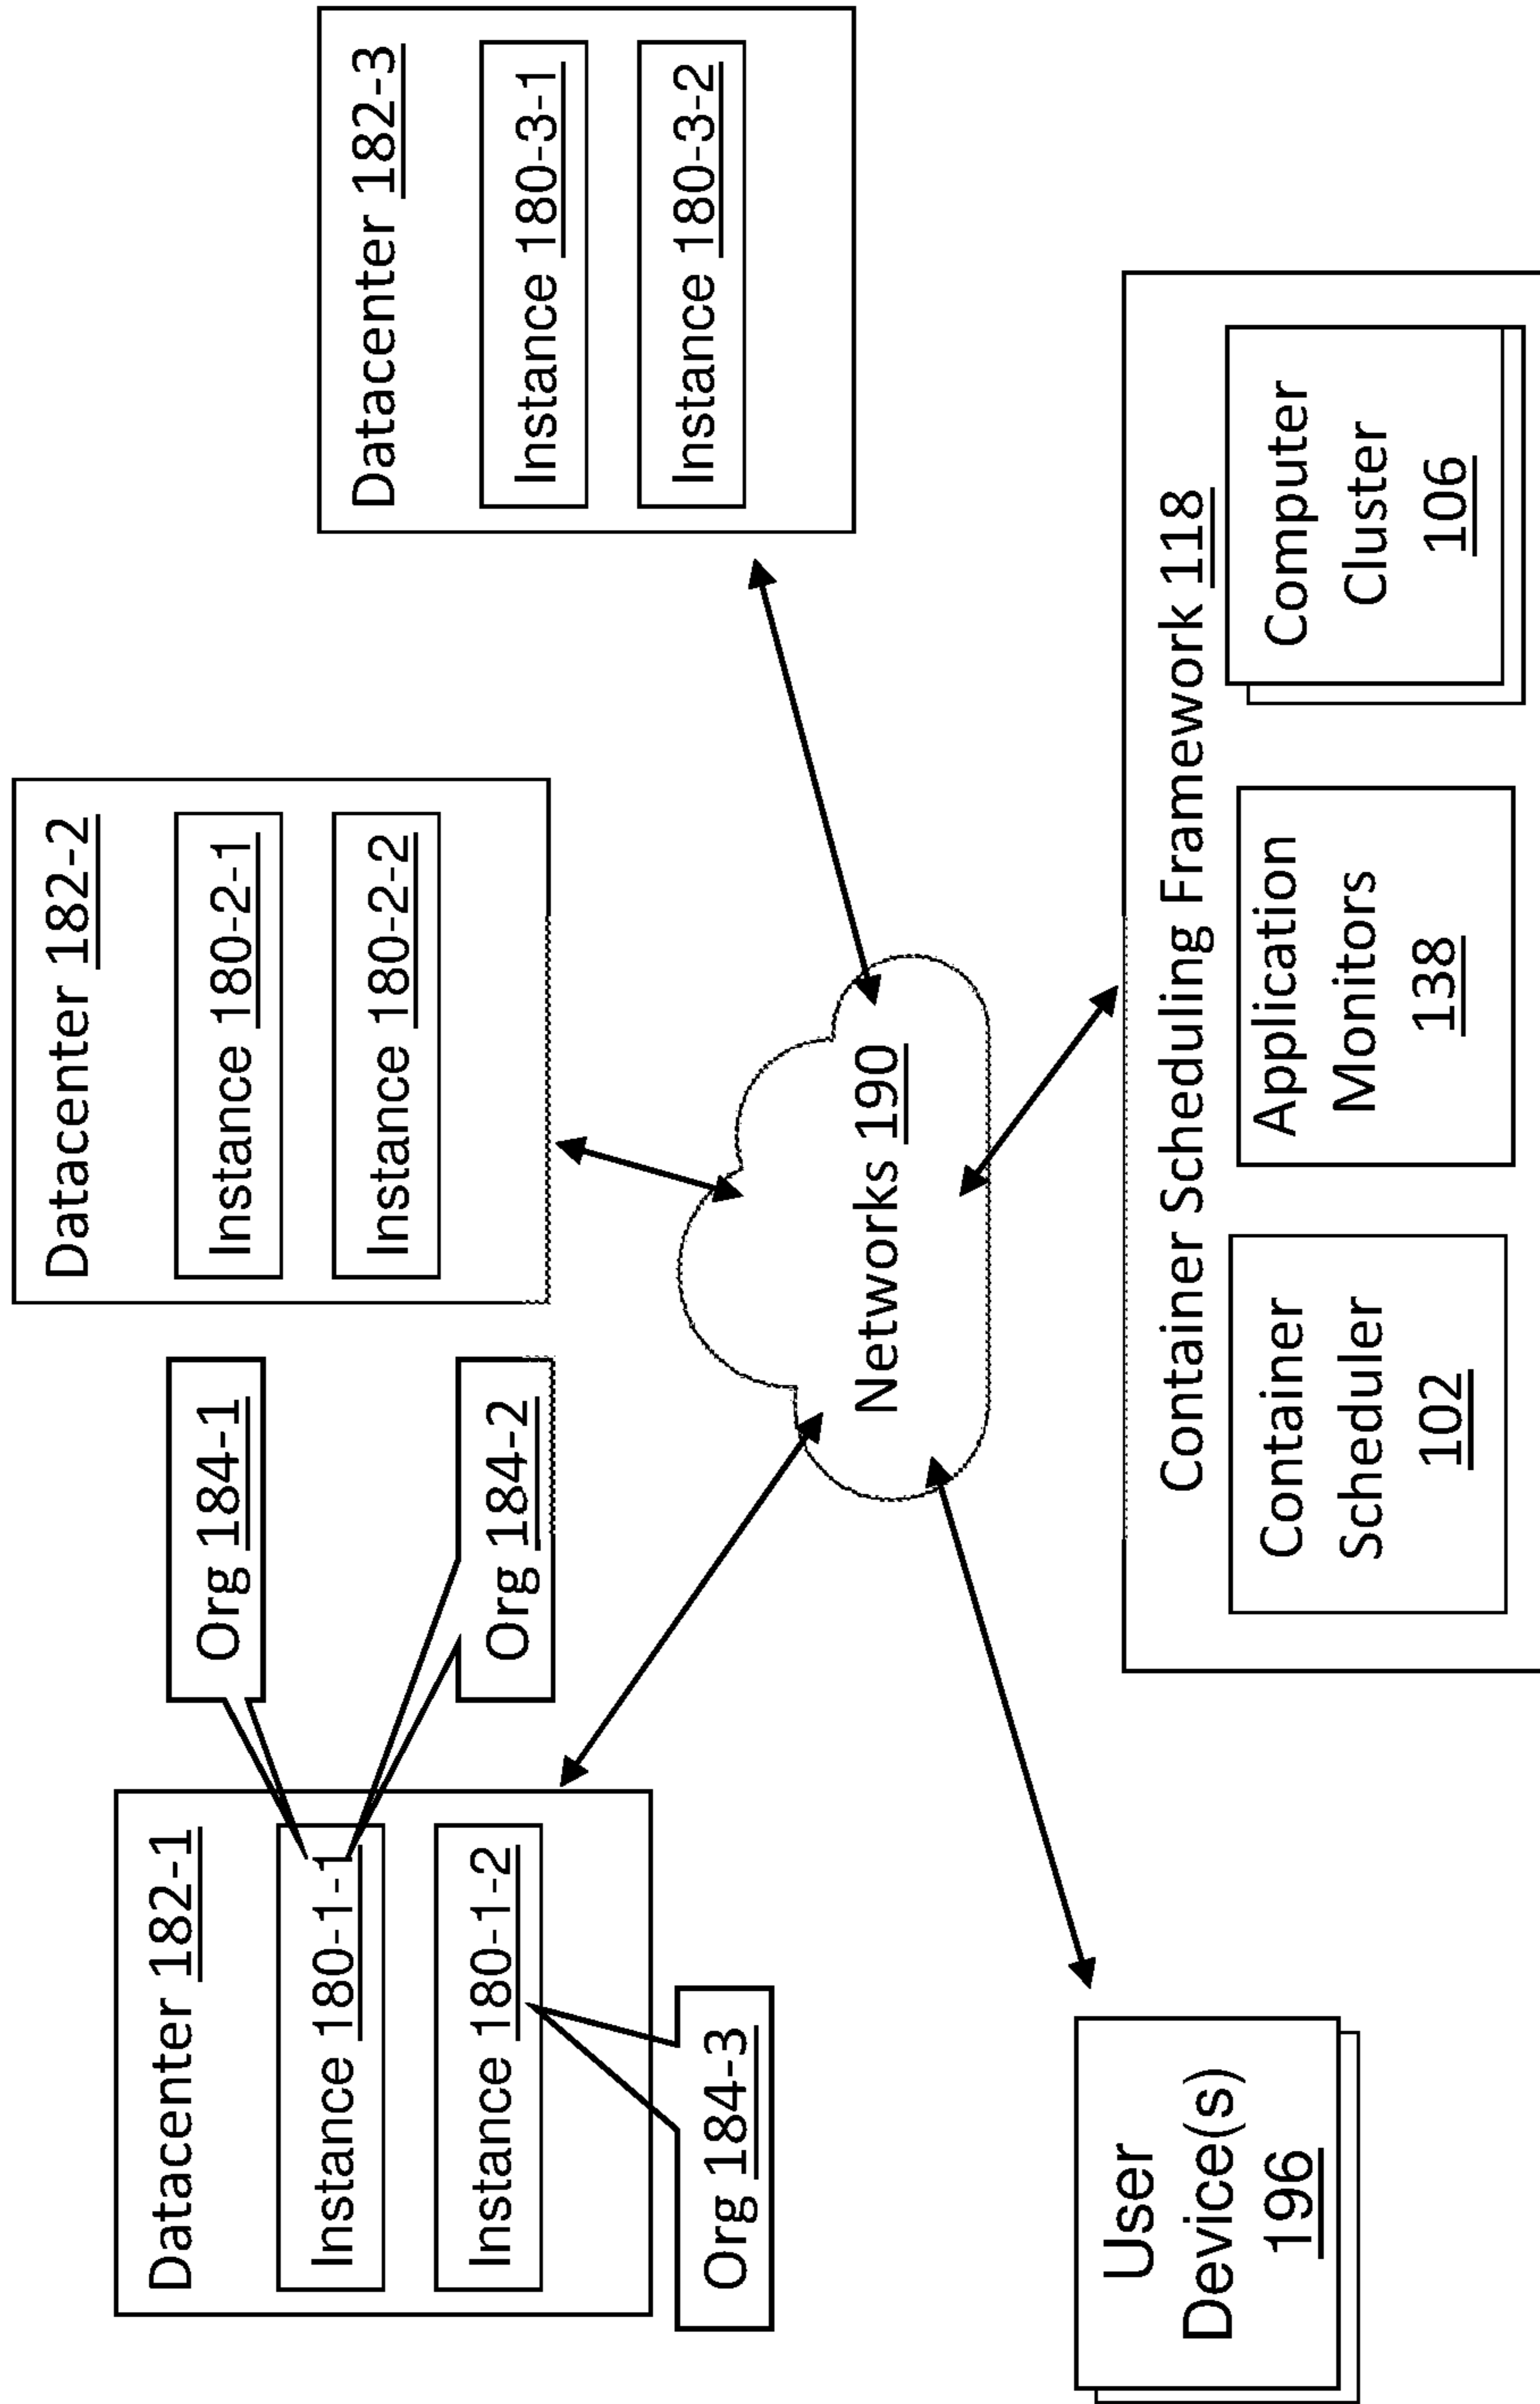 Datacenter 182-1
Instance 180-1-1
Instance 180-1-2
Org 184-1
Org 184-2
Org 184-3
Datacenter 182-2
Instance 180-2-1
Instance 180-2-2
Datacenter 182-3
Instance 180-3-1
Instance 180-3-2
Networks 190
User
Device(s)
196
Container Scheduling Framework 118
Container
Scheduler
102
Application
Monitors
138
Computer
Cluster
106